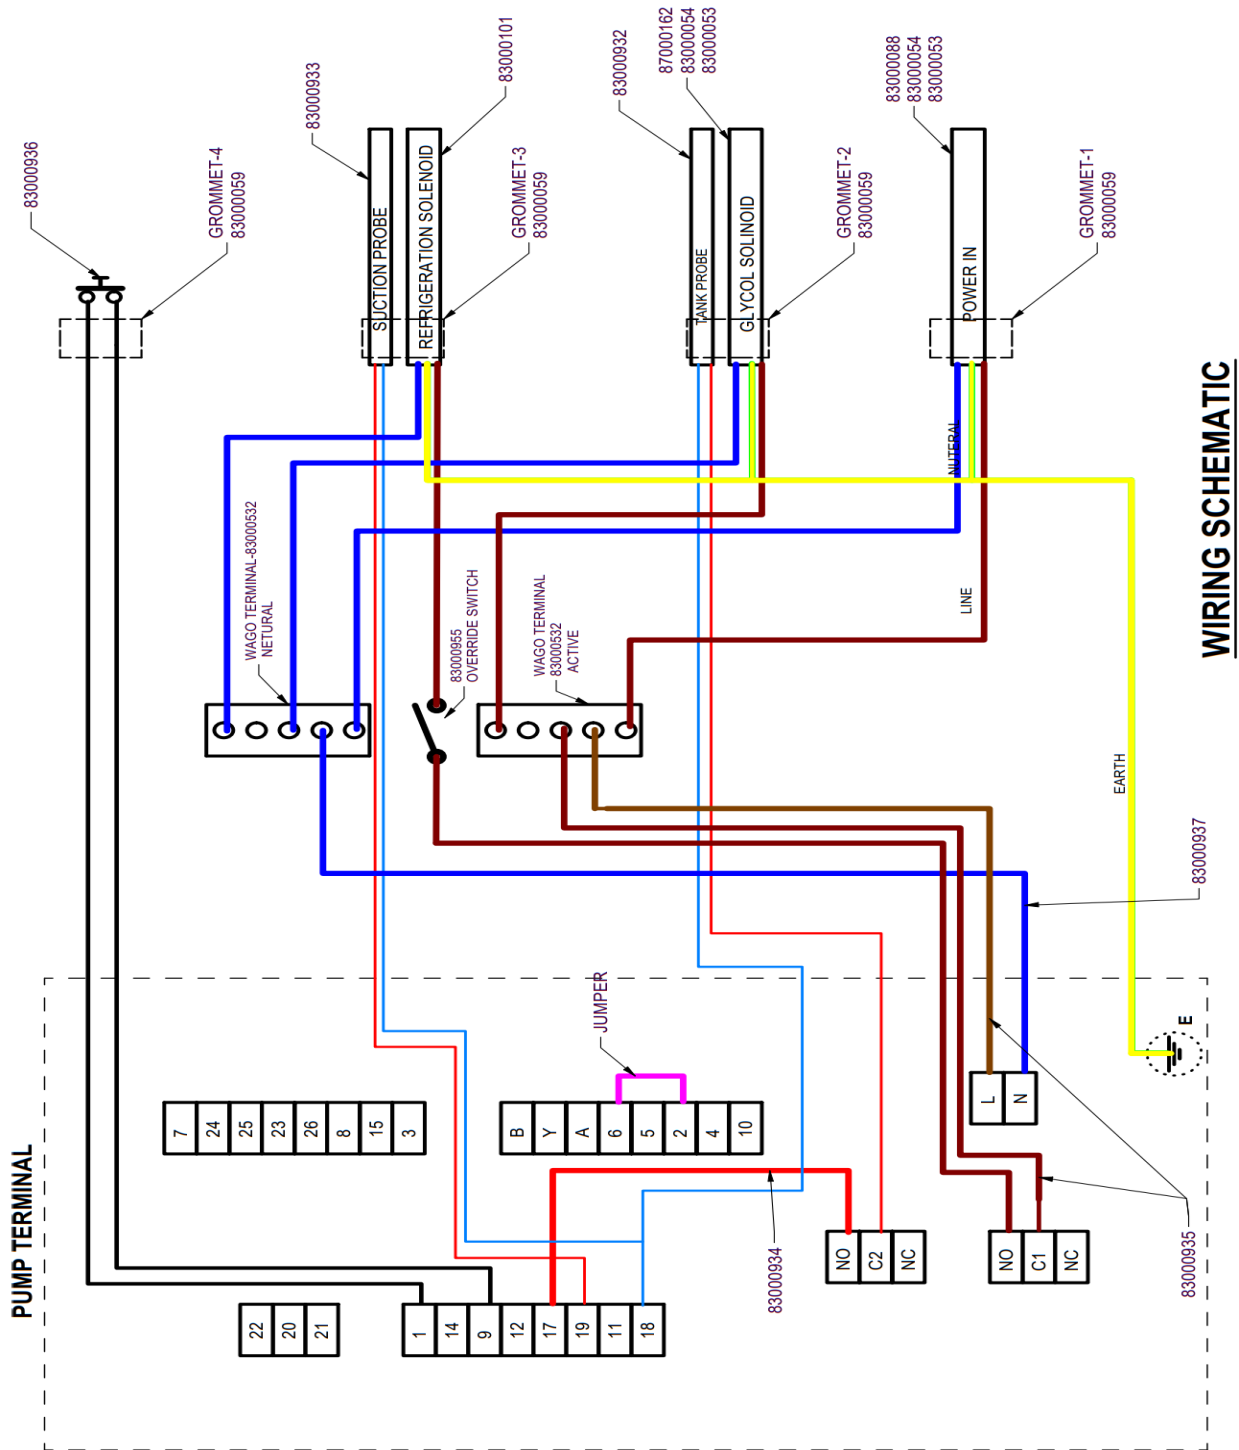 WIRING SCHEMATIC
PUMP TERMINAL
83000936
GROMMET-4
83000059
83000933
SUCTION PROBE
REFRIGERATION SOLENOID
83000101
GROMMET-3
83000059
83000932
TANK PROBE
GLYCOL SOLINOID
87000162
83000054
83000053
GROMMET-2
83000059
83000088
83000054
83000053
POWER IN
GROMMET-1
83000059
WAGO TERMINAL-83000532
NETURAL
83000955
OVERRIDE SWITCH
WAGO TERMINAL
83000532
ACTIVE
NUTERAL
LINE
EARTH
83000937
JUMPER
E
L
N
7
24
25
23
26
8
15
3
B
Y
A
6
5
2
4
10
22
20
21
1
14
9
12
17
19
11
18
NO
C2
NC
NO
C1
NC
83000934
83000935